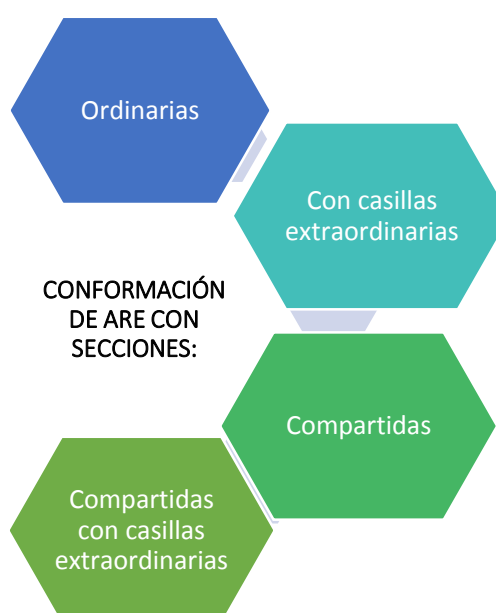 Ordinarias
Con casillas
extraordinarias
CONFORMACIÓN
DE ARE CON
SECCIONES:
Compartidas
Compartidas
con casillas
extraordinarias